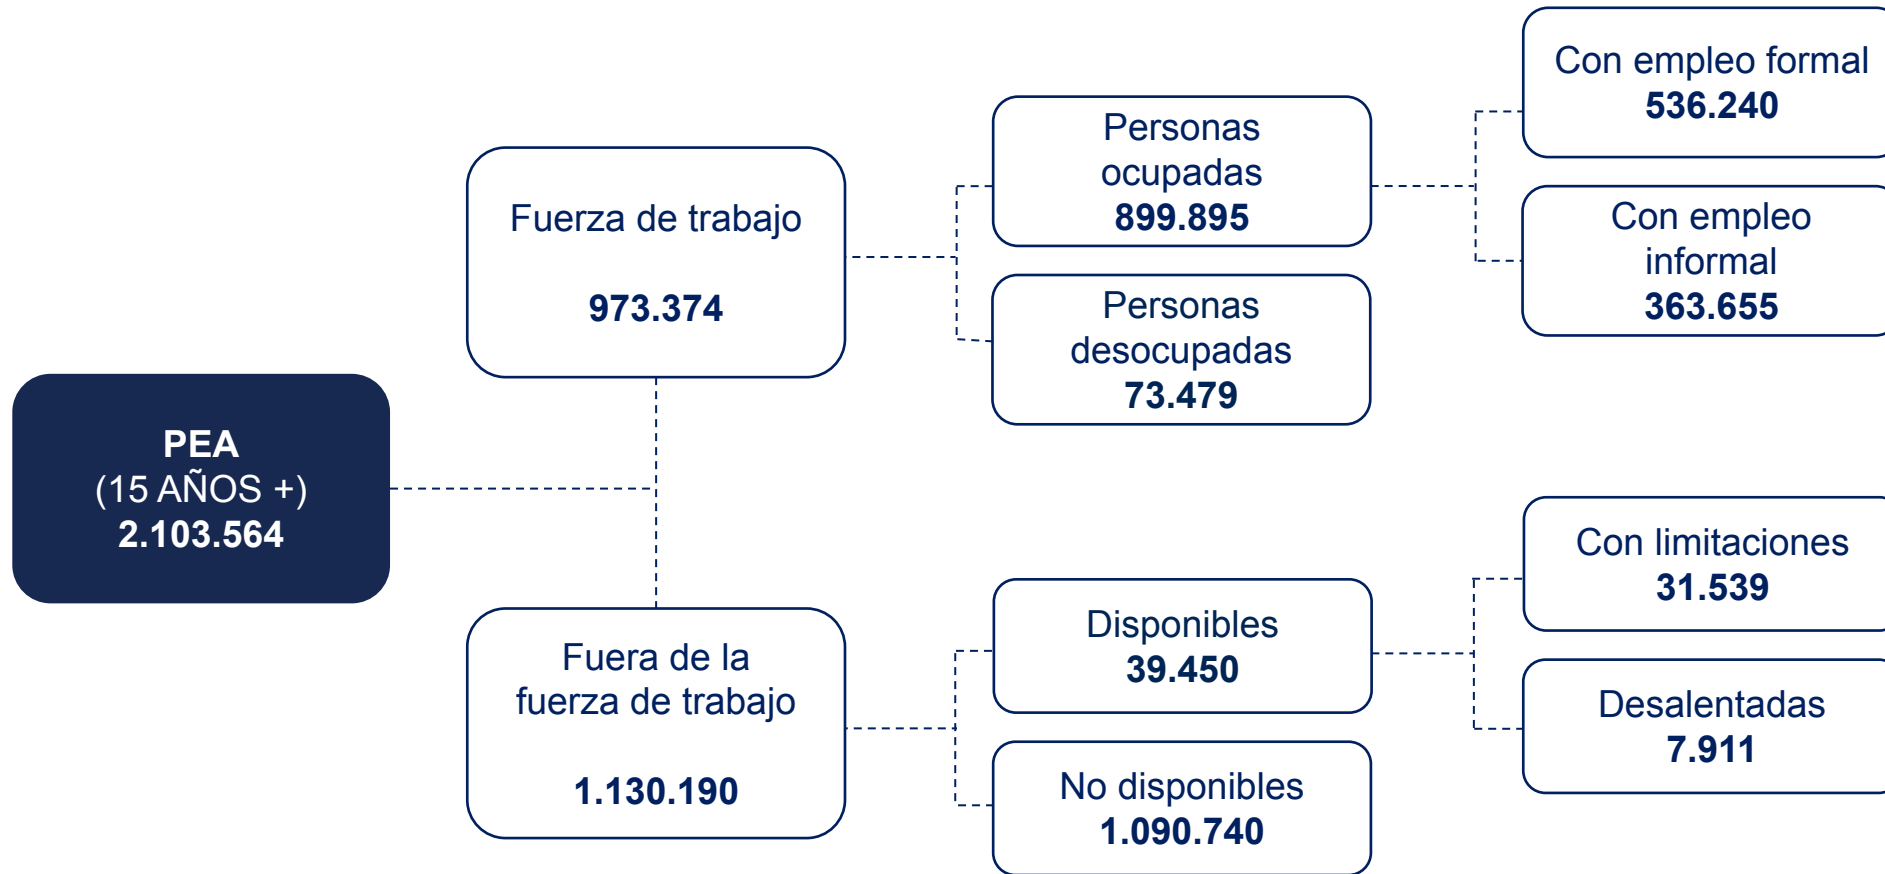 PEA
(15 AÑOS +)
2.103.564
Fuerza de trabajo
973.374
Fuera de la
fuerza de trabajo
1.130.190
Personas
ocupadas
899.895
Personas
desocupadas
73.479
Disponibles
39.450
No disponibles
1.090.740
Con empleo formal
536.240
Con empleo
informal
363.655
Con limitaciones
31.539
Desalentadas
7.911